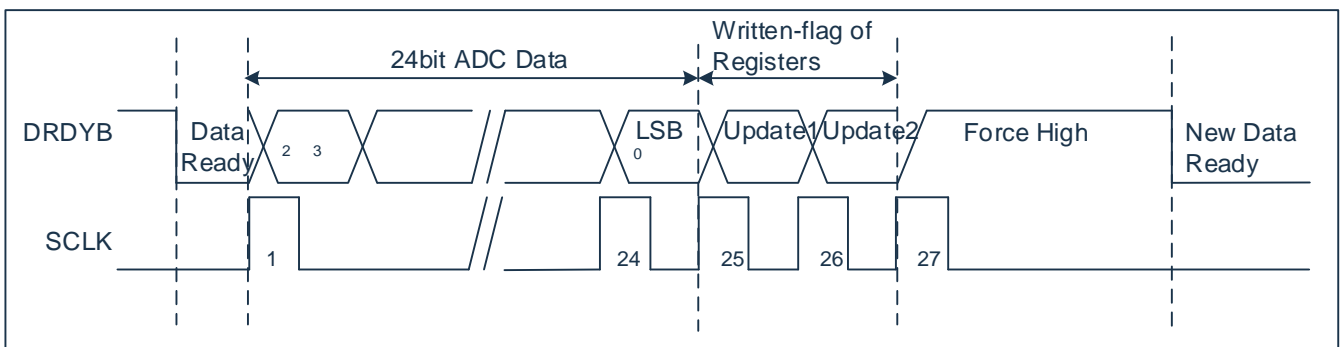 Written-flag of
Registers
24bit ADC Data
DRDYB
Data
Ready
2 3
LSB
0
Update1
Update2
Force High
New Data
Ready
SCLK
1
24
25
26
27